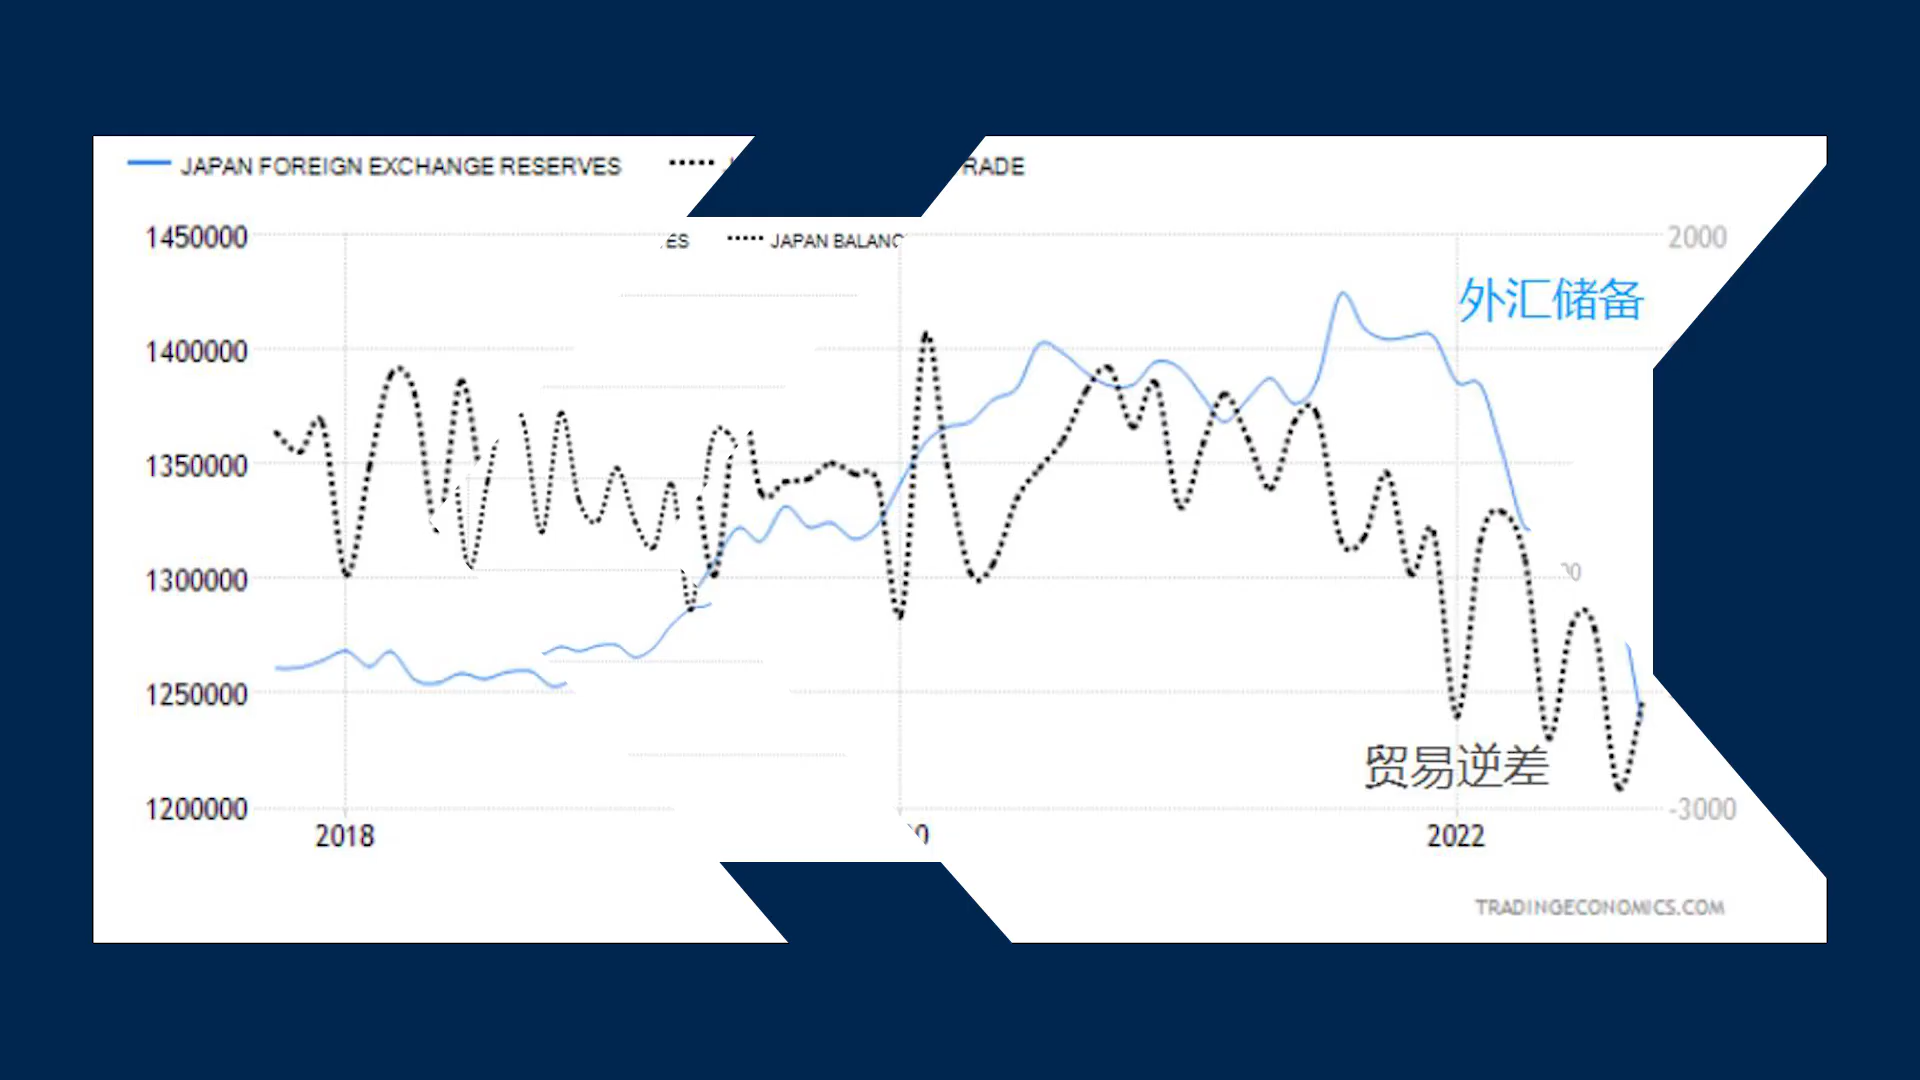 JAPAN FOREIGN EXCHANGE RESERVES
RADE
ES JAPAN BALANC
1450000 2000
外汇储备
1400000
1350000
1300000
1250000
贸易逆差
1200000 -3000
2018 2022
TRADINGECONOMICS.COM